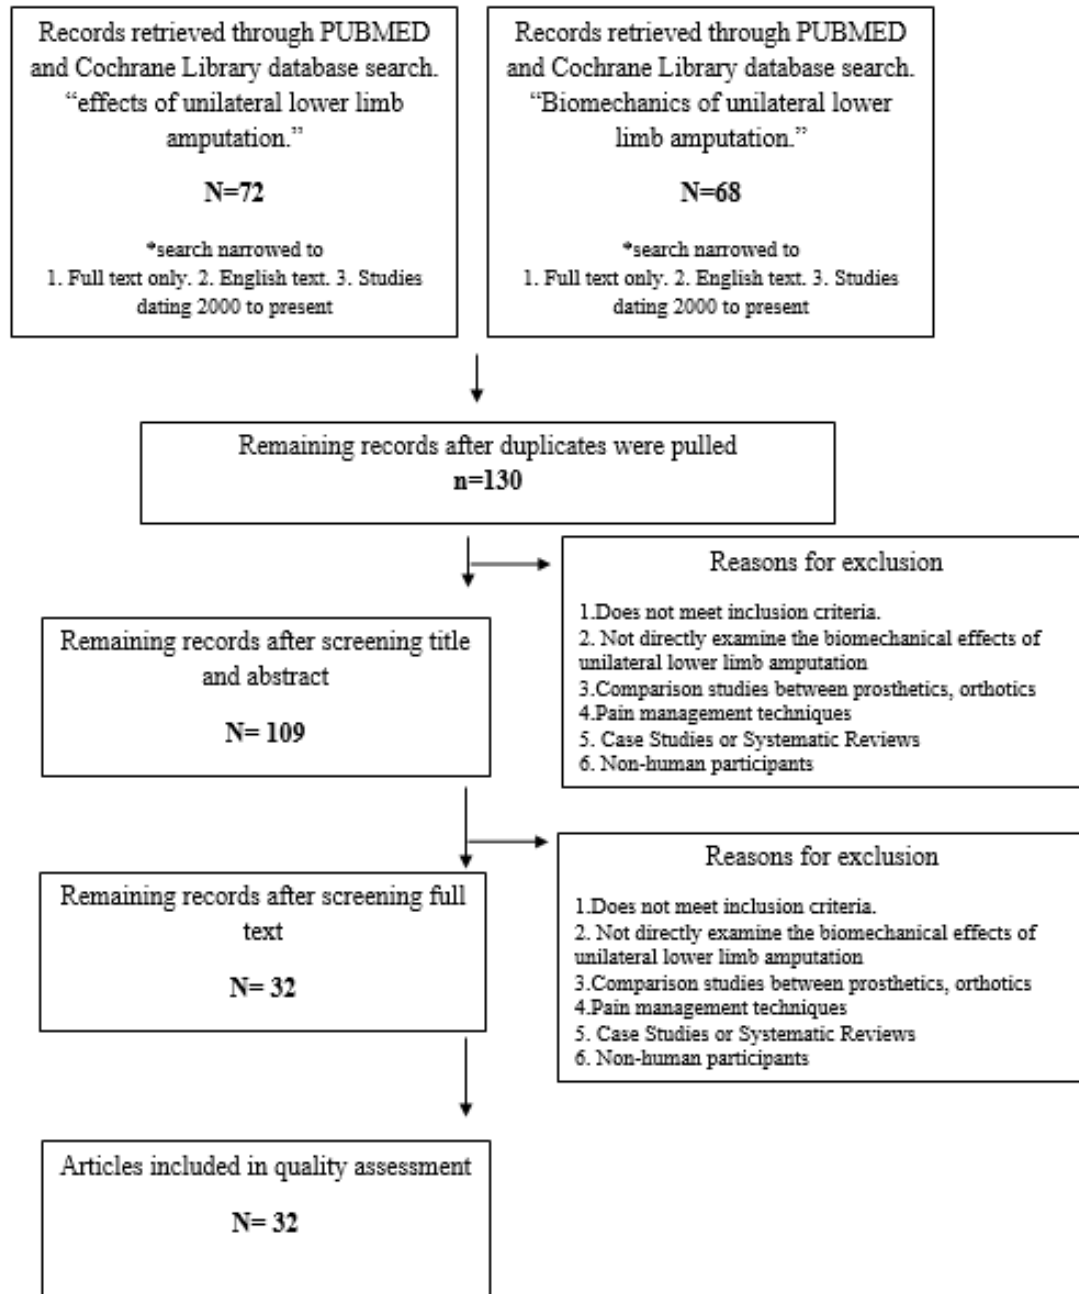 Records retrieved through PUBMED
and Cochrane Library database search.
“effects of unilateral lower limb
amputation.”
N=72
*search narrowed to
1. Full text only. 2. English text. 3. Studies
dating 2000 to present
Records retrieved through PUBMED
and Cochrane Library database search.
“Biomechanics of unilateral lower
limb amputation.”
N=68
*search narrowed to
1. Full text only. 2. English text. 3. Studies
dating 2000 to present
Remaining records after duplicates were pulled
n=130
Reasons for exclusion
1.Does not meet inclusion criteria.
2. Not directly examine the biomechanical effects of
unilateral lower limb amputation
3.Comparison studies between prosthetics, orthotics
4.Pain management techniques
5. Case Studies or Systematic Reviews
6. Non-human participants
Remaining records after screening title
and abstract
N= 109
Reasons for exclusion
1.Does not meet inclusion criteria.
2. Not directly examine the biomechanical effects of
unilateral lower limb amputation
3.Comparison studies between prosthetics, orthotics
4.Pain management techniques
5. Case Studies or Systematic Reviews
6. Non-human participants
Remaining records after screening full
text
N= 32
Articles included in quality assessment
N= 32